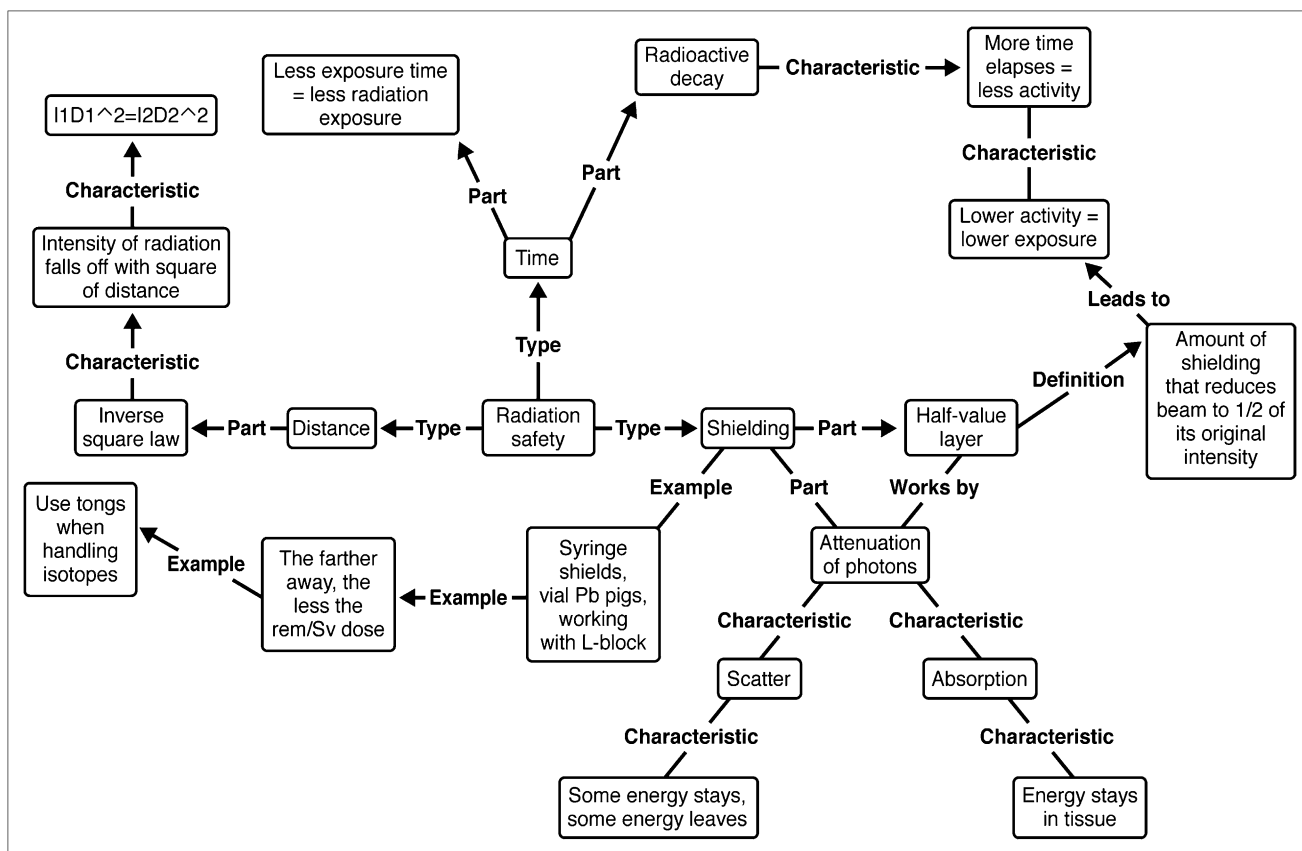 Less exposure time
= less radiation
exposure
Radioactive
decay
Characteristic
More time
elapses =
less activity
I1D1^2=I2D2^2
Characteristic
Part
Part
Characteristic
Intensity of radiation
falls off with square
of distance
Time
Lower activity =
lower exposure
Leads to
Characteristic
Type
Definition
Amount of
shielding
that reduces
beam to 1/2 of
its original
intensity
Inverse
square law
Part
Distance
Type
Radiation
safety
Type
Shielding
Part
Half-value
layer
Example
Part
Works by
Use tongs
when
handling
isotopes
Example
The farther
away, the
less the
rem/Sv dose
Example
Syringe
shields,
vial Pb pigs,
working
with L-block
Attenuation
of photons
Characteristic
Characteristic
Scatter
Absorption
Characteristic
Characteristic
Some energy stays,
some energy leaves
Energy stays
in tissue